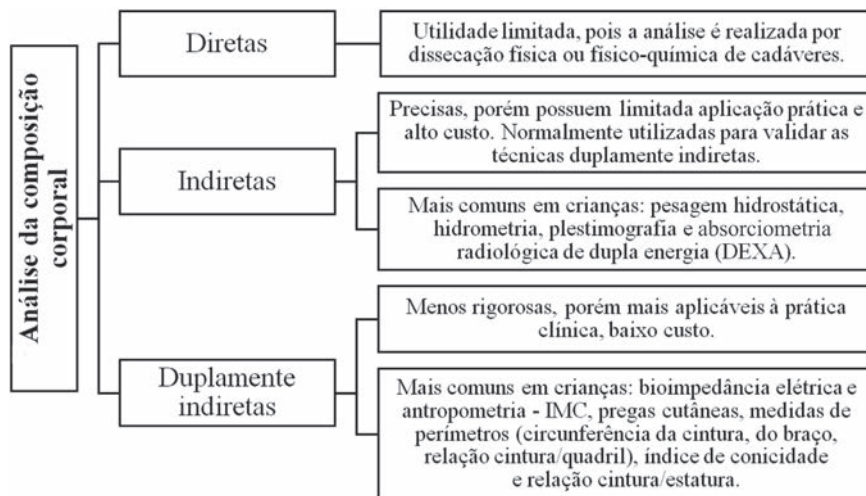 Análise da composição
corporal
Diretas
Utilidade limitada, pois a análise é realizada por
dissecação física ou físico-química de cadáveres.
Indiretas
Precisas, porém possuem limitada aplicação prática e
alto custo. Normalmente utilizadas para validar as
técnicas duplamente indiretas.
Mais comuns em crianças: pesagem hidrostática,
hidrometria, plestimografia e absorciometria
radiológica de dupla energia (DEXA).
Duplamente
indiretas
Menos rigorosas, porém mais aplicáveis à prática
clínica, baixo custo.
Mais comuns em crianças: bioimpedância elétrica e
antropometria - IMC, pregas cutâneas, medidas de
perímetros (circunferência da cintura, do braço,
relação cintura/quadril), índice de conicidade
e relação cintura/estatura.